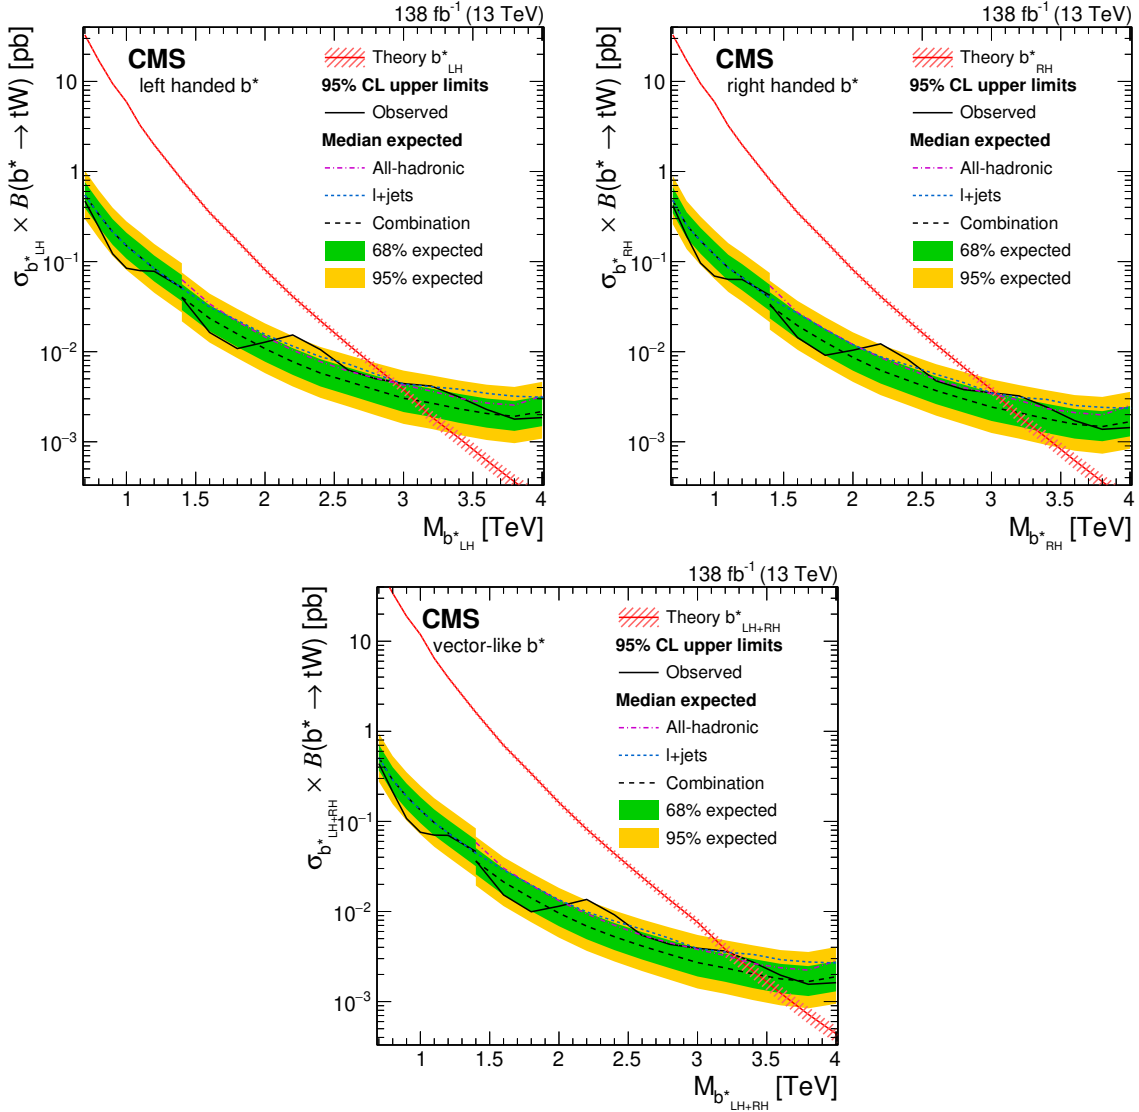 138 fb⁻¹ (13 TeV)
CMS
left handed b*
Theory b*LH
95% CL upper limits
Observed
Median expected
All-hadronic
l+jets
Combination
68% expected
95% expected
σb*LH × B(b* → tW) [pb]
10
1
10⁻¹
10⁻²
10⁻³
1 1.5 2 2.5 3 3.5 4
Mb*LH [TeV]
138 fb⁻¹ (13 TeV)
CMS
right handed b*
Theory b*RH
95% CL upper limits
Observed
Median expected
All-hadronic
l+jets
Combination
68% expected
95% expected
σb*RH × B(b* → tW) [pb]
10
1
10⁻¹
10⁻²
10⁻³
1 1.5 2 2.5 3 3.5 4
Mb*RH [TeV]
138 fb⁻¹ (13 TeV)
CMS
vector-like b*
Theory b*LH+RH
95% CL upper limits
Observed
Median expected
All-hadronic
l+jets
Combination
68% expected
95% expected
σb*LH+RH × B(b* → tW) [pb]
10
1
10⁻¹
10⁻²
10⁻³
1 1.5 2 2.5 3 3.5 4
Mb*LH+RH [TeV]